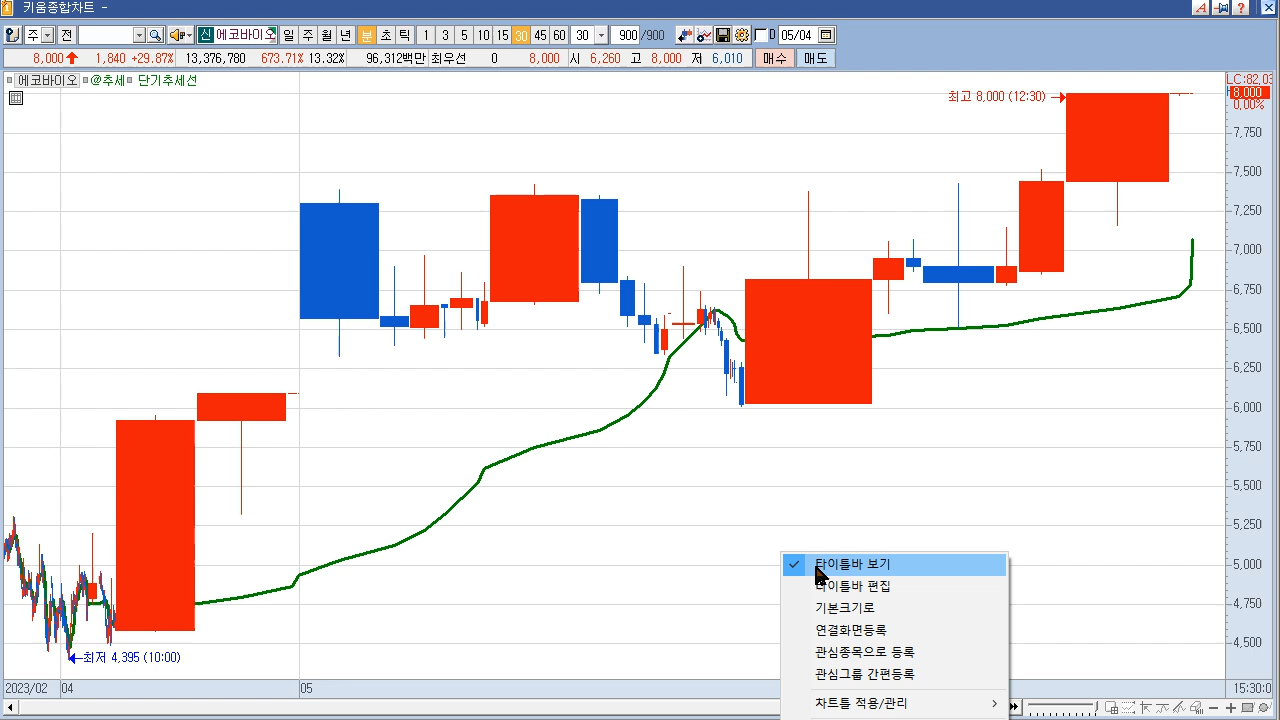 키움종합차트 -
주 전 신 에코바이오 일 주 월 년 분 초 틱 1 3 5 10 15 30 45 60 30 900 /900 D 05/04
8,000 1,840 +29.87% 13,376,780 673.71% 13.32% 96,312백만 최우선 0 8,000 시 6,260 고 8,000 저 6,010 매수 매도
에코바이오 @추세 단기추세선
LC:82,03
8,000
0,00%
최고 8,000 (12:30)
7,750
7,500
7,250
7,000
6,750
6,500
6,250
6,000
5,750
5,500
5,250
5,000
4,750
4,500
최저 4,395 (10:00)
타이틀바 보기
타이틀바 편집
기본크기로
연결화면등록
관심종목으로 등록
관심그룹 간편등록
차트틀 적용/관리
2023/02 04 05 15:30:0